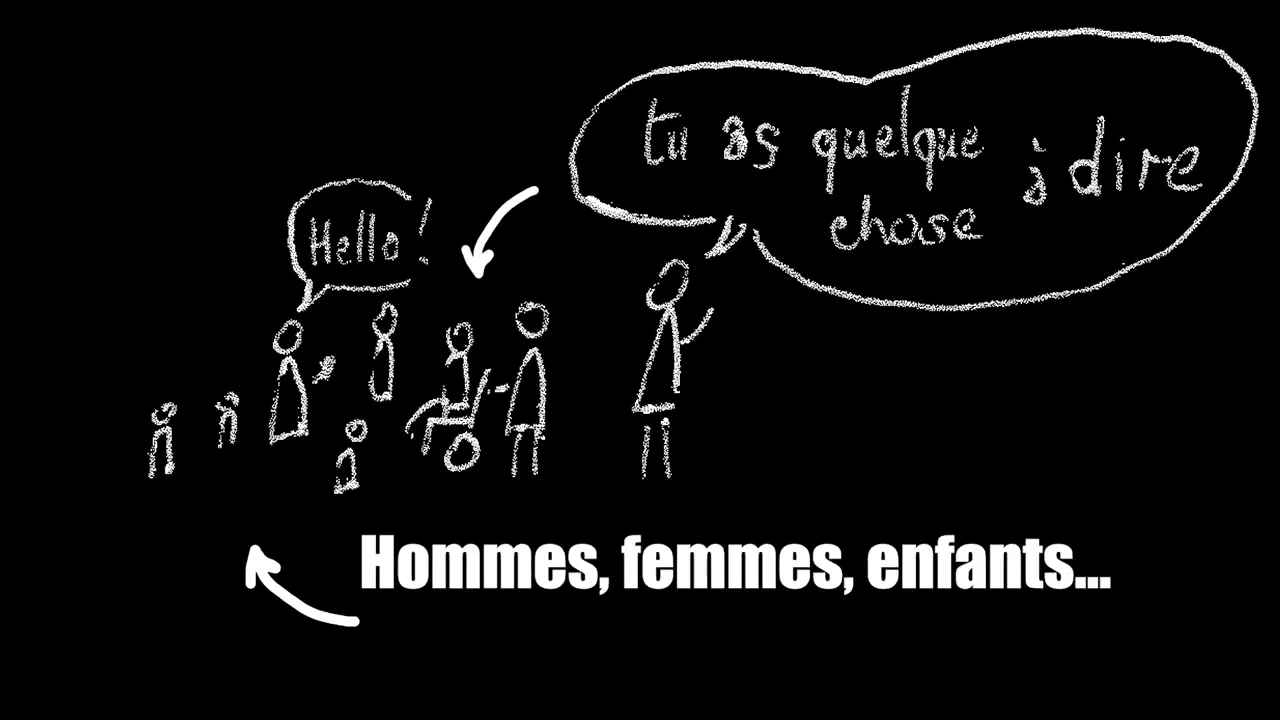 tu as quelque à dire
chose
Hello !
Hommes, femmes, enfants...